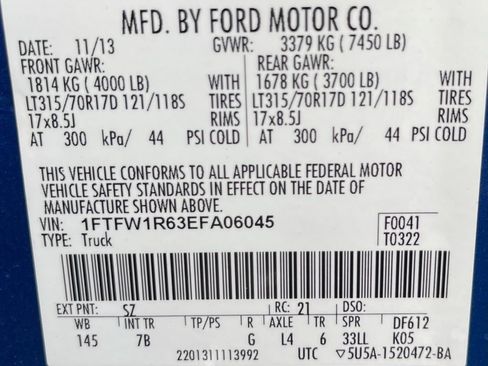 MFD. BY FORD MOTOR CO.
DATE: 11/13 GVWR: 3379 KG ( 7450 LB)
FRONT GAWR: REAR GAWR:
1814 KG ( 4000 LB) WITH 1678 KG ( 3700 LB) WITH
LT315/70R17D 121/118S TIRES LT315/70R17D 121/118S TIRES
17x8.5J RIMS 17x8.5J RIMS
AT 300 kPa/ 44 PSI COLD AT 300 kPa/ 44 PSI COLD
THIS VEHICLE CONFORMS TO ALL APPLICABLE FEDERAL MOTOR
VEHICLE SAFETY STANDARDS IN EFFECT ON THE DATE OF
MANUFACTURE SHOWN ABOVE.
VIN: 1FTFW1R63EFA06045 F0041
TYPE: Truck T0322
EXT PNT: SZ RC: 21 DSO:
WB INT TR TP/PS R AXLE TR SPR DF612
145 7B G L4 6 33LL K05
2201311113992 UTC ▽5U5A-1520472-BA